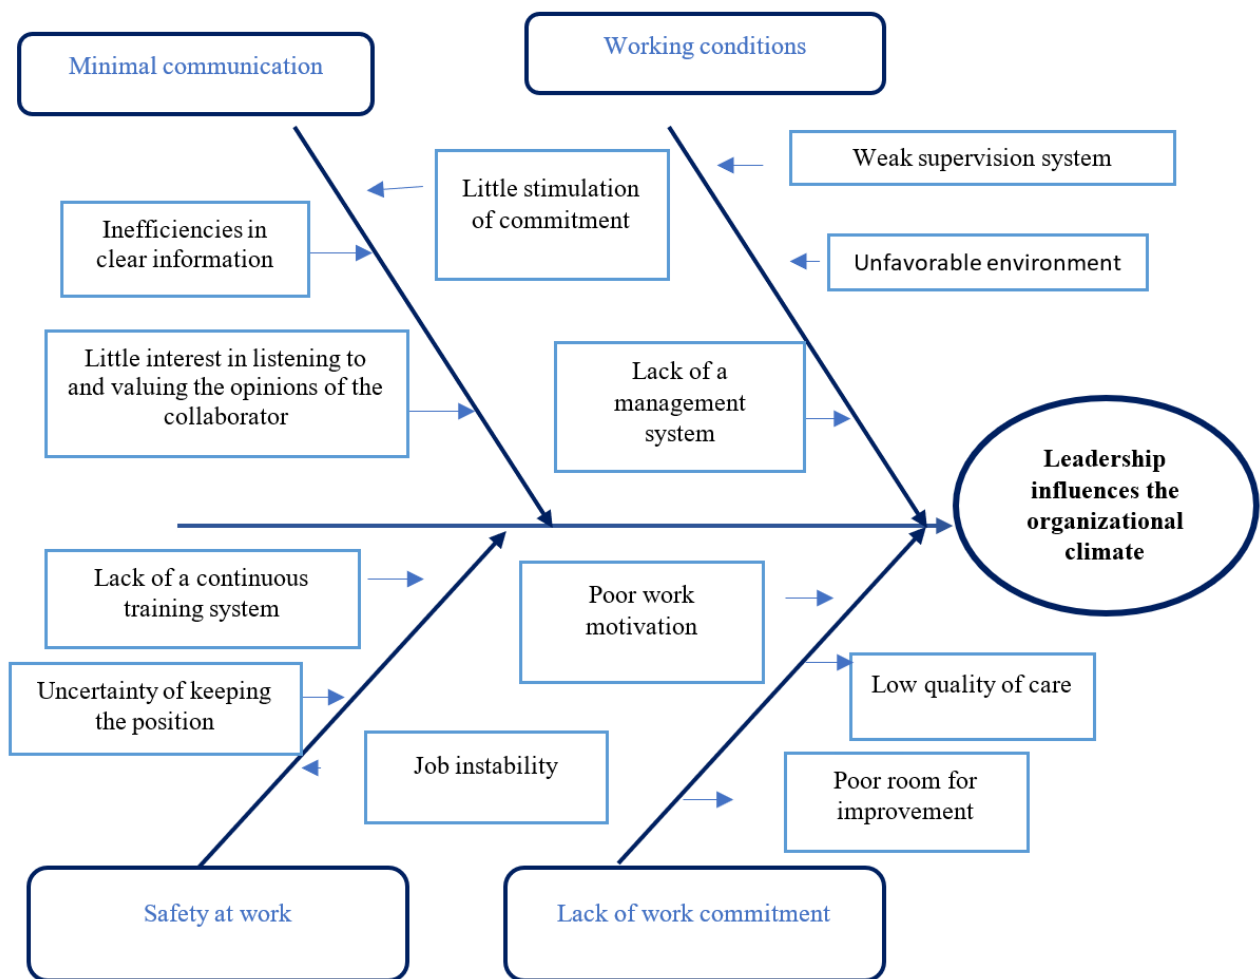 Minimal communication
Working conditions
Little stimulation
of commitment
Weak supervision system
Inefficiencies in
clear information
Unfavorable environment
Little interest in listening to
and valuing the opinions of the
collaborator
Lack of a
management
system
Leadership
influences the
organizational
climate
Lack of a continuous
training system
Poor work
motivation
Uncertainty of keeping
the position
Low quality of care
Job instability
Poor room for
improvement
Safety at work
Lack of work commitment